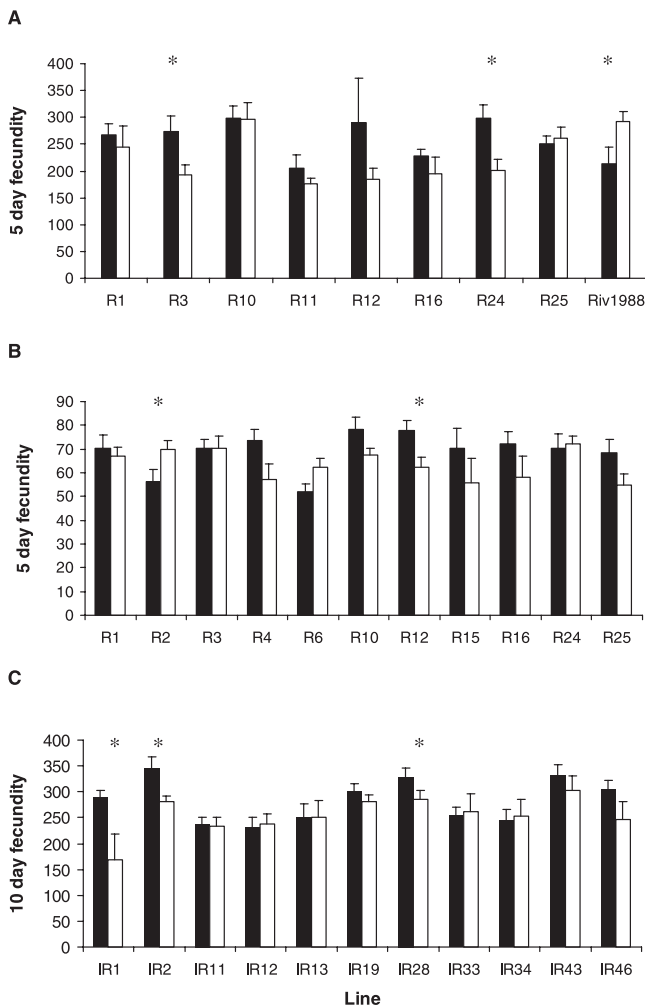 A
* * *
400
350
300
250
200
150
100
50
0
5 day fecundity
R1 R3 R10 R11 R12 R16 R24 R25 Riv1988
B
* *
90
80
70
60
50
40
30
20
10
0
5 day fecundity
R1 R2 R3 R4 R6 R10 R12 R15 R16 R24 R25
C
* * *
400
350
300
250
200
150
100
50
0
10 day fecundity
IR1 IR2 IR11 IR12 IR13 IR19 IR28 IR33 IR34 IR43 IR46
Line